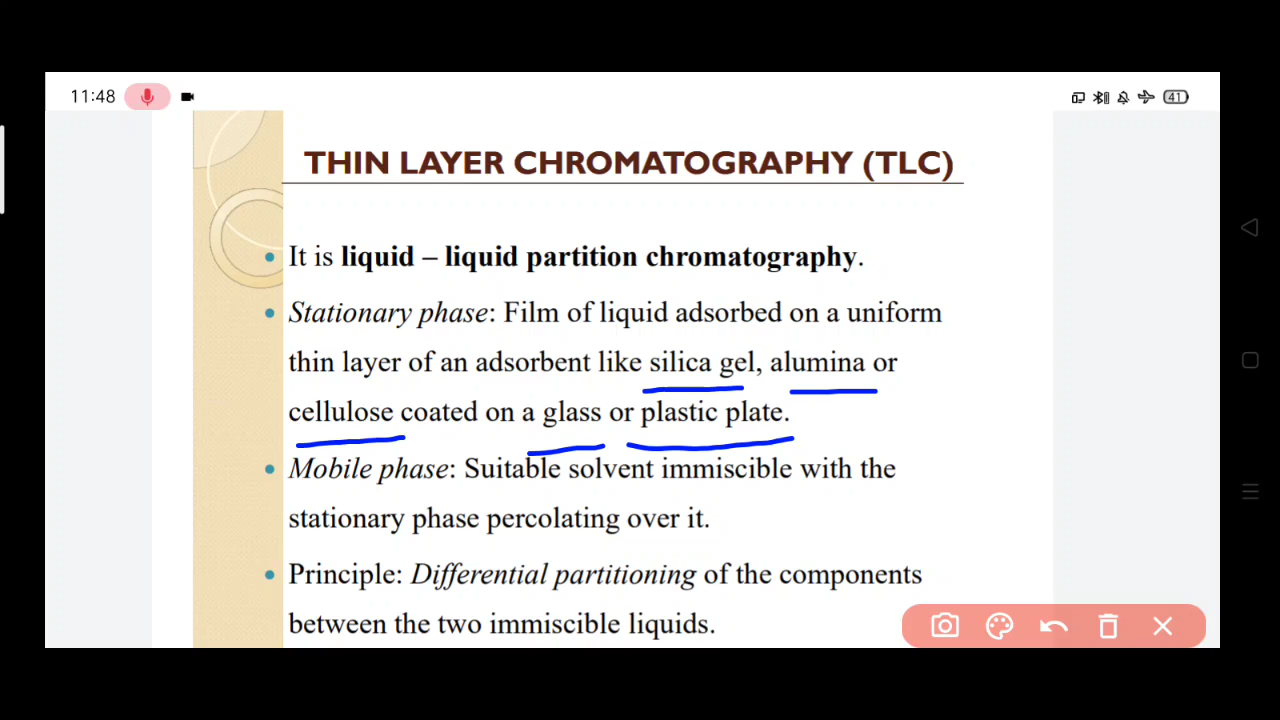 11:48
41
THIN LAYER CHROMATOGRAPHY (TLC)
• It is liquid – liquid partition chromatography.
• Stationary phase: Film of liquid adsorbed on a uniform
thin layer of an adsorbent like silica gel, alumina or
cellulose coated on a glass or plastic plate.
• Mobile phase: Suitable solvent immiscible with the
stationary phase percolating over it.
• Principle: Differential partitioning of the components
between the two immiscible liquids.